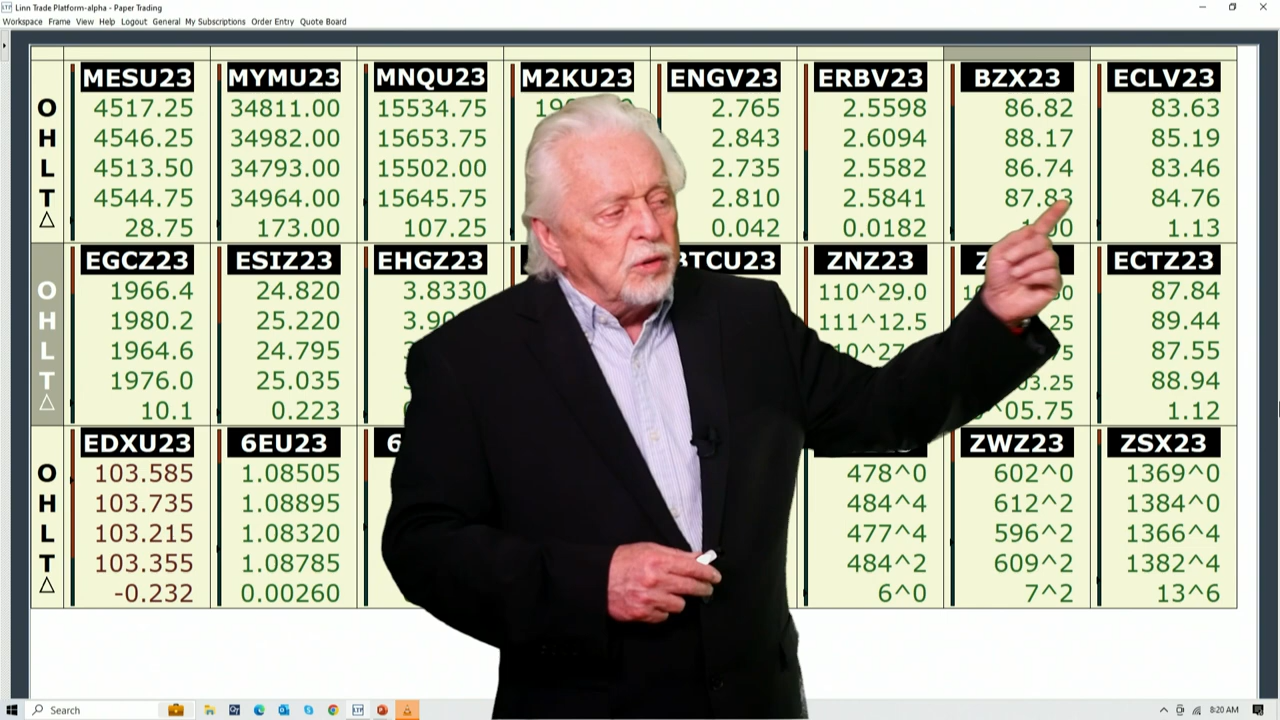 Linn Trade Platform-alpha - Paper Trading
Workspace Frame View Help Logout General My Subscriptions Order Entry Quote Board
MESU23 MYMU23 MNQU23 M2KU23 ENGV23 ERBV23 BZX23 ECLV23
O 4517.25 34811.00 15534.75 2.765 2.5598 86.82 83.63
H 4546.25 34982.00 15653.75 2.843 2.6094 88.17 85.19
L 4513.50 34793.00 15502.00 2.735 2.5582 86.74 83.46
T 4544.75 34964.00 15645.75 2.810 2.5841 87.83 84.76
△ 28.75 173.00 107.25 0.042 0.0182 1.13
EGCZ23 ESIZ23 EHGZ23 ZNZ23 ECTZ23
O 1966.4 24.820 3.8330 110^29.0 87.84
H 1980.2 25.220 111^12.5 89.44
L 1964.6 24.795 87.55
T 1976.0 25.035 88.94
△ 10.1 0.223 1.12
EDXU23 6EU23 ZWZ23 ZSX23
O 103.585 1.08505 478^0 602^0 1369^0
H 103.735 1.08895 484^4 612^2 1384^0
L 103.215 1.08320 477^4 596^2 1366^4
T 103.355 1.08785 484^2 609^2 1382^4
△ -0.232 0.00260 6^0 7^2 13^6
Search
8:20 AM